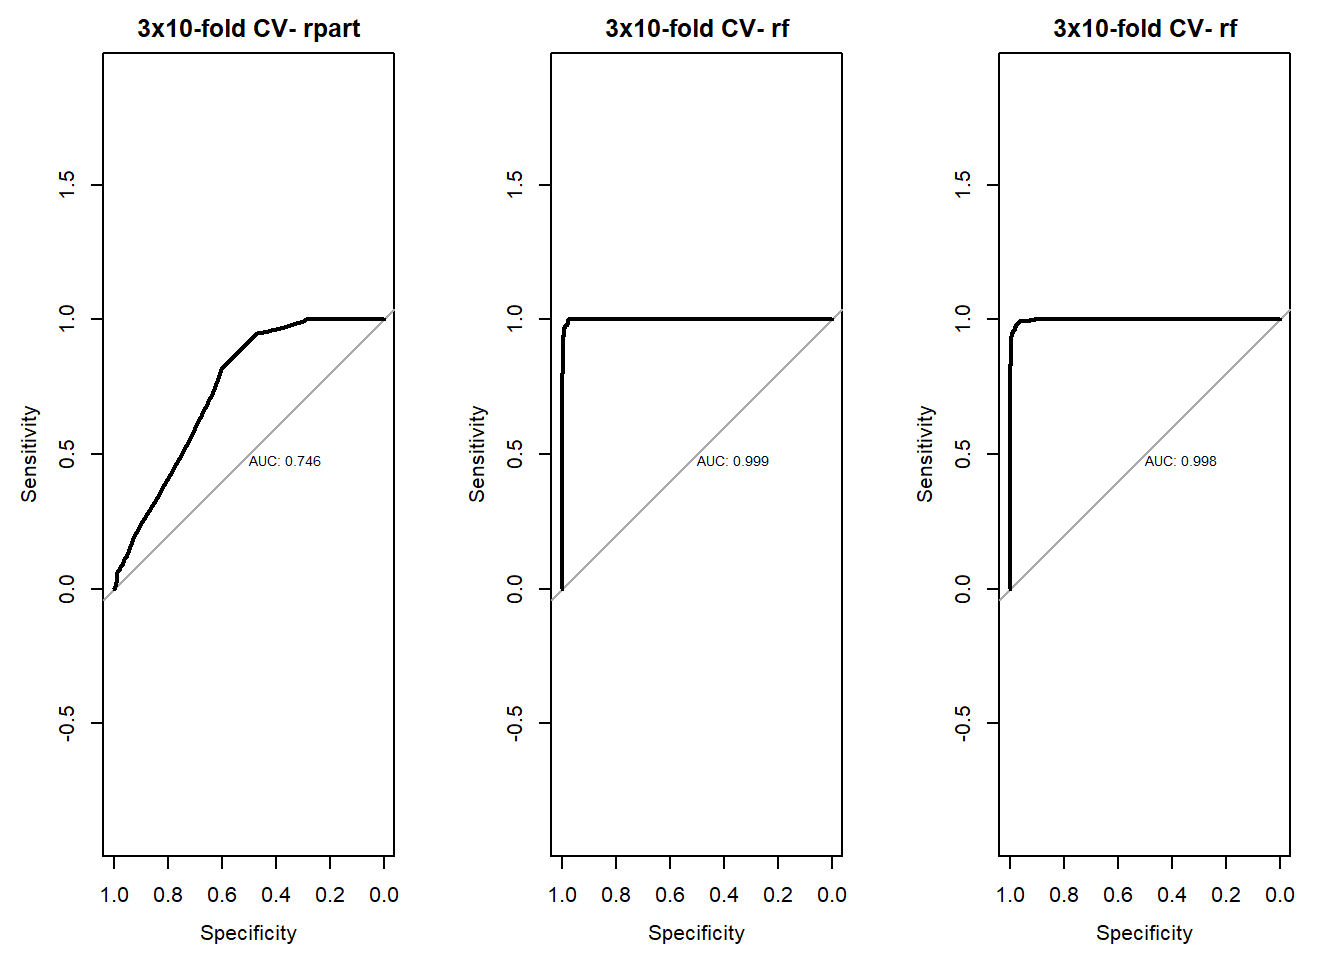 3x10-fold CV- rpart
Sensitivity
1.5
1.0
0.5
0.0
-0.5
AUC: 0.746
1.0 0.8 0.6 0.4 0.2 0.0
Specificity
3x10-fold CV- rf
Sensitivity
1.5
1.0
0.5
0.0
-0.5
AUC: 0.999
1.0 0.8 0.6 0.4 0.2 0.0
Specificity
3x10-fold CV- rf
Sensitivity
1.5
1.0
0.5
0.0
-0.5
AUC: 0.998
1.0 0.8 0.6 0.4 0.2 0.0
Specificity